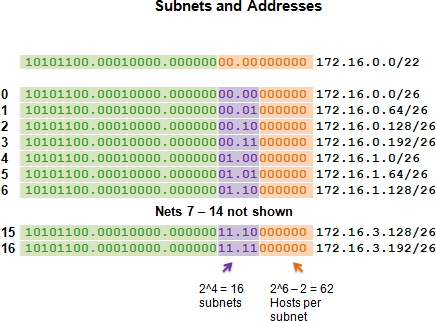 Subnets and Addresses
10101100.00010000.00000000.00000000 172.16.0.0/22
0 10101100.00010000.00000000.00000000 172.16.0.0/26
1 10101100.00010000.00000000.01000000 172.16.0.64/26
2 10101100.00010000.00000000.10000000 172.16.0.128/26
3 10101100.00010000.00000000.11000000 172.16.0.192/26
4 10101100.00010000.00000001.00000000 172.16.1.0/26
5 10101100.00010000.00000001.01000000 172.16.1.64/26
6 10101100.00010000.00000001.10000000 172.16.1.128/26
Nets 7 – 14 not shown
15 10101100.00010000.00000011.10000000 172.16.3.128/26
16 10101100.00010000.00000011.11000000 172.16.3.192/26
2^4 = 16
subnets
2^6 – 2 = 62
Hosts per
subnet